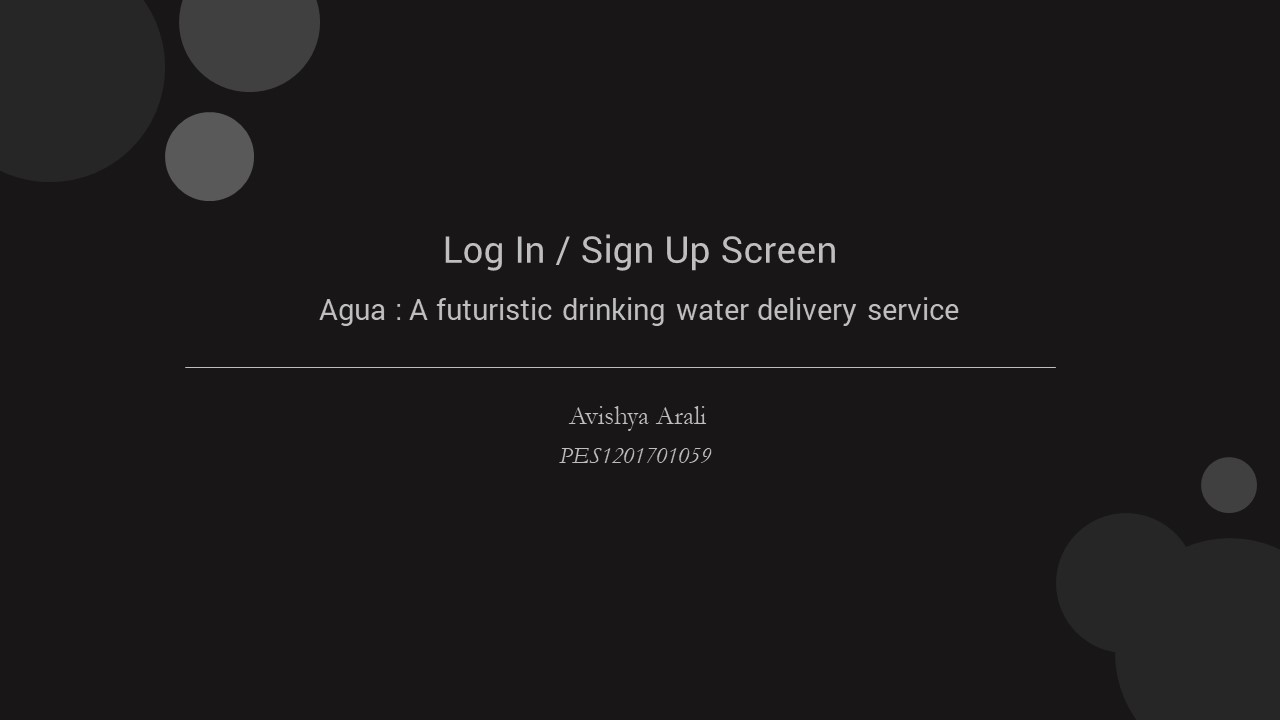 Log In / Sign Up Screen
Agua : A futuristic drinking water delivery service
Avishya Arali
PES1201701059